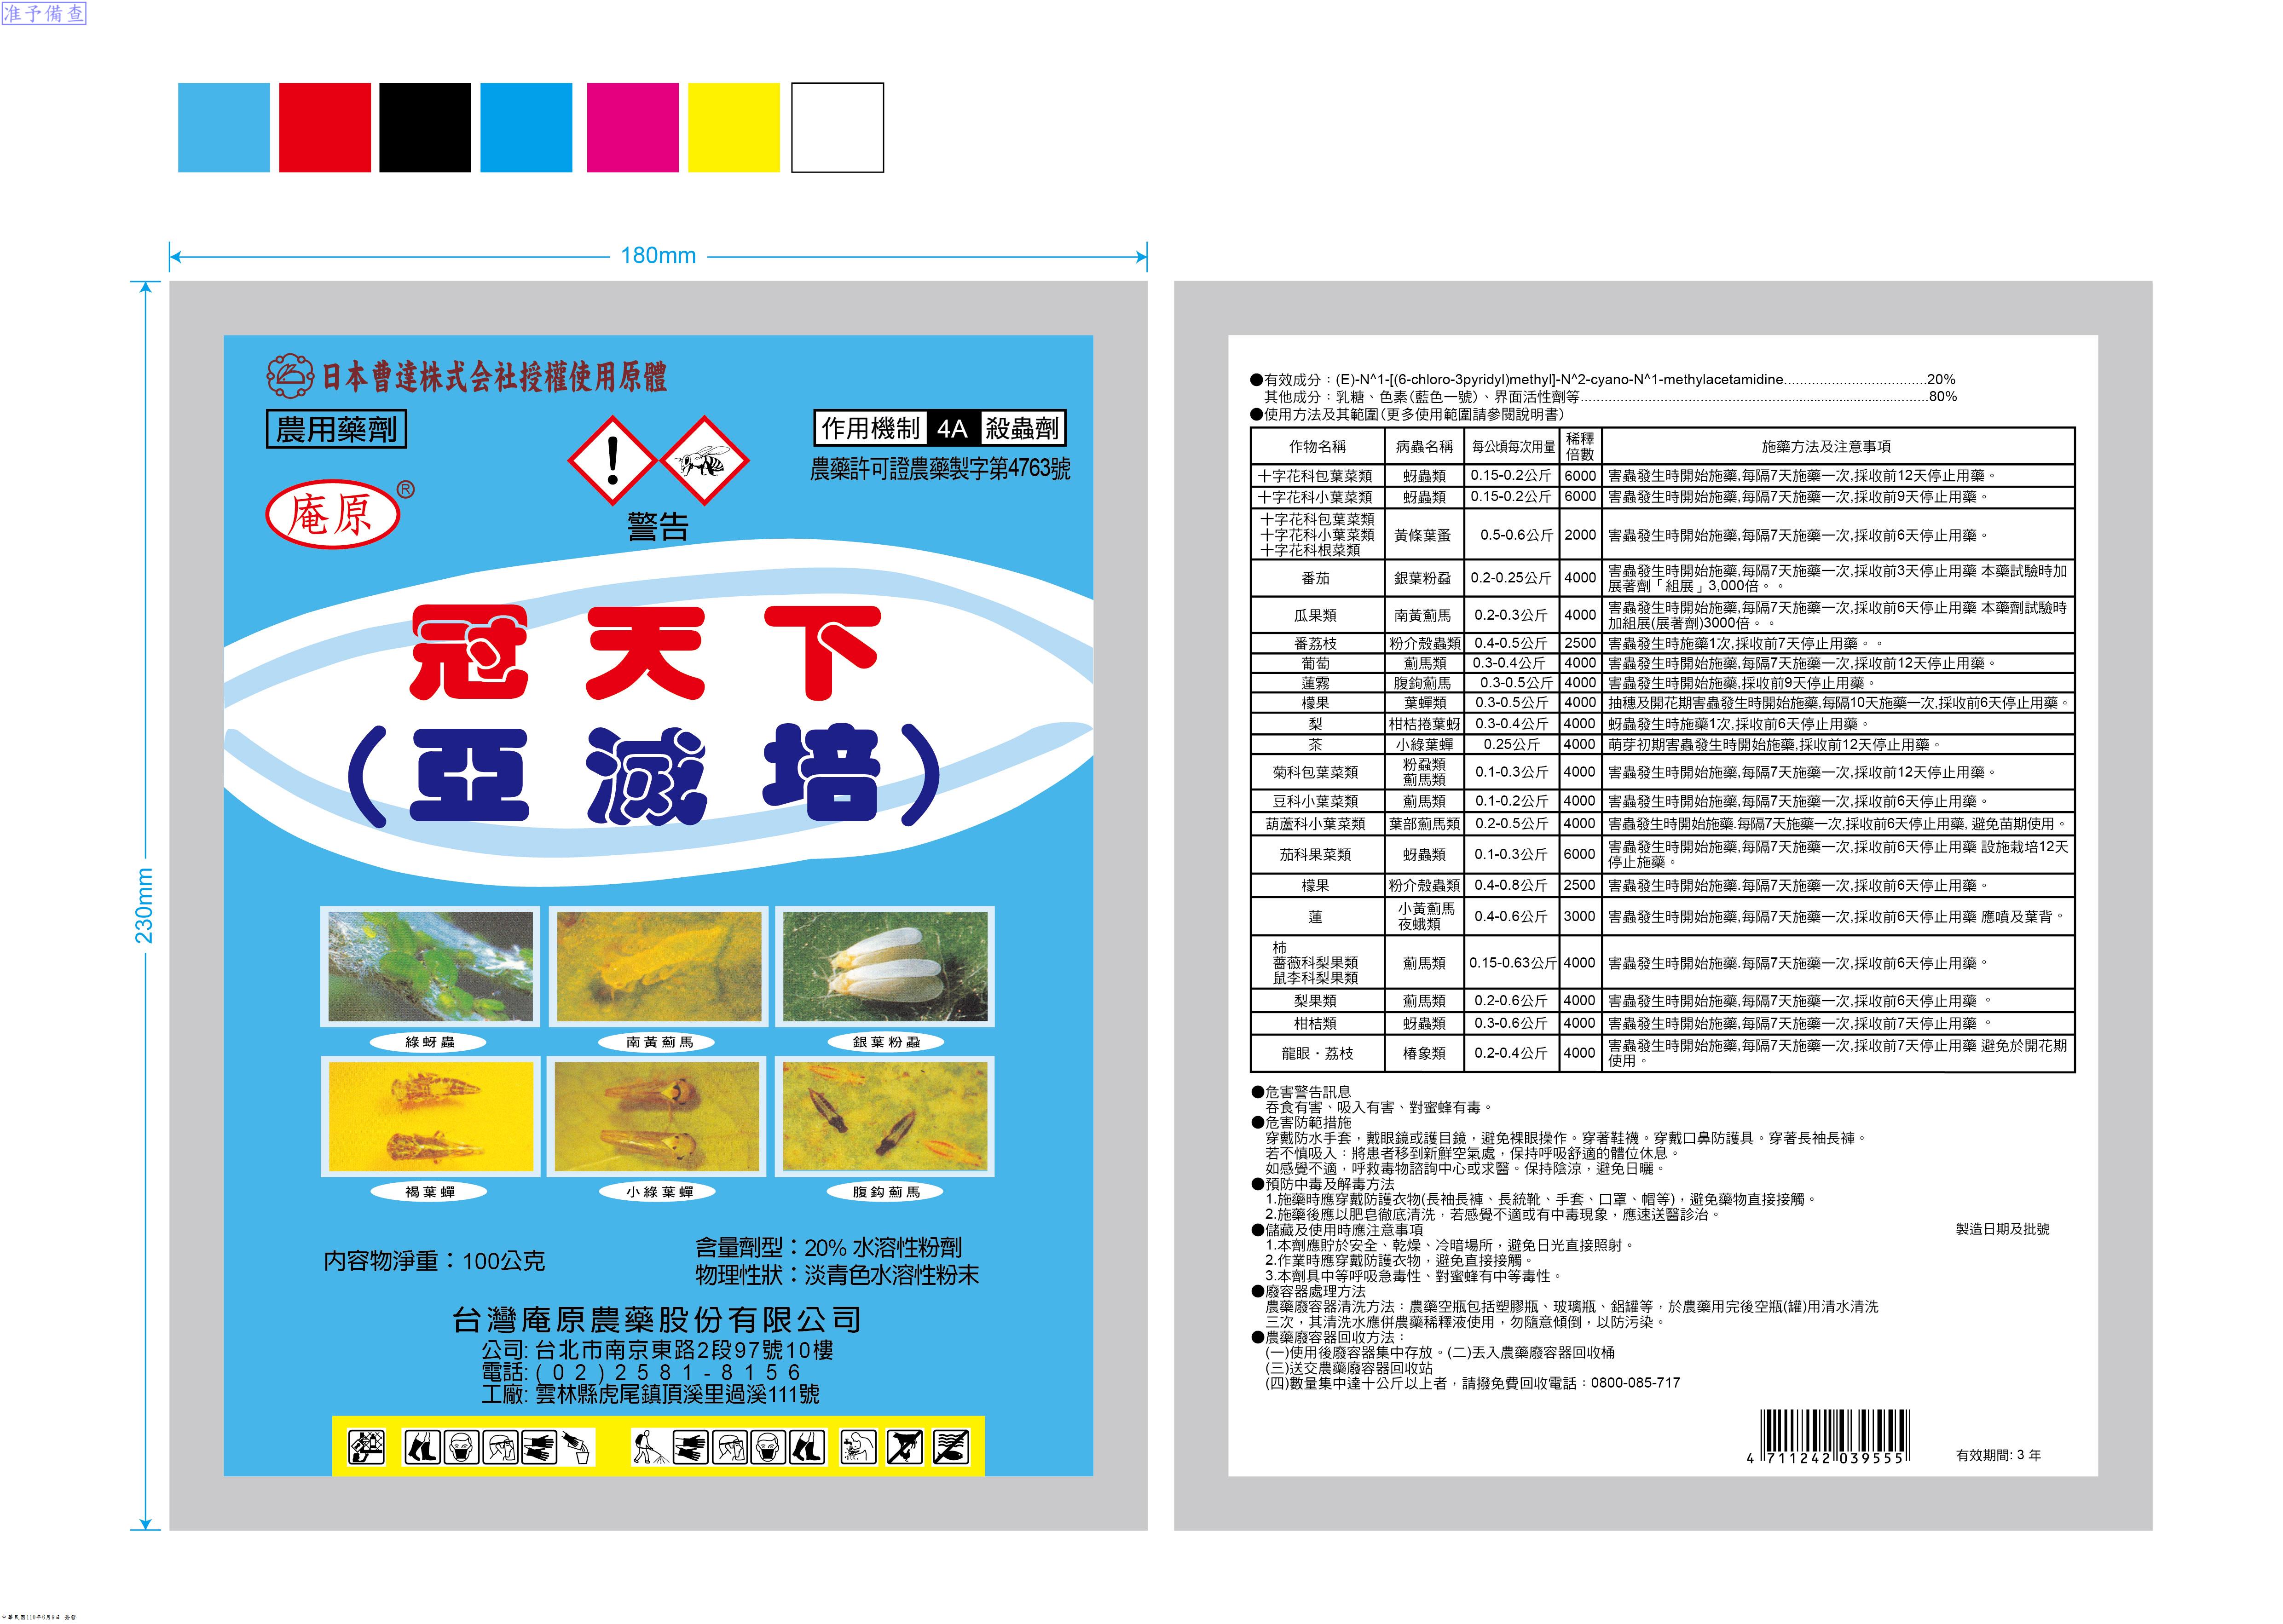 准予備查
180mm
230mm
日本曹達株式会社授權使用原體
農用藥劑
作用機制 4A 殺蟲劑
農藥許可證農藥製字第4763號
庵原®
警告
冠天下
(亞滅培)
綠蚜蟲 南黃薊馬 銀葉粉蝨
褐葉蟬 小綠葉蟬 腹鈎薊馬
內容物淨重：100公克
含量劑型：20% 水溶性粉劑
物理性狀：淡青色水溶性粉末
台灣庵原農藥股份有限公司
公司: 台北市南京東路2段97號10樓
電話: (02)2581-8156
工廠: 雲林縣虎尾鎮頂溪里過溪111號
●有效成分：(E)-N^1-[(6-chloro-3pyridyl)methyl]-N^2-cyano-N^1-methylacetamidine....................................20%
其他成分：乳糖、色素(藍色一號)、界面活性劑等........................................................................................80%
●使用方法及其範圍(更多使用範圍請參閱說明書)
作物名稱 病蟲名稱 每公頃每次用量 稀釋倍數 施藥方法及注意事項
十字花科包葉菜類 蚜蟲類 0.15-0.2公斤 6000 害蟲發生時開始施藥,每隔7天施藥一次,採收前12天停止用藥。
十字花科小葉菜類 蚜蟲類 0.15-0.2公斤 6000 害蟲發生時開始施藥,每隔7天施藥一次,採收前9天停止用藥。
十字花科包葉菜類
十字花科小葉菜類 黃條葉蚤 0.5-0.6公斤 2000 害蟲發生時開始施藥,每隔7天施藥一次,採收前6天停止用藥。
十字花科根菜類
番茄 銀葉粉蝨 0.2-0.25公斤 4000 害蟲發生時開始施藥,每隔7天施藥一次,採收前3天停止用藥 本藥試驗時加
展著劑「組展」3,000倍。。
瓜果類 南黃薊馬 0.2-0.3公斤 4000 害蟲發生時開始施藥,每隔7天施藥一次,採收前6天停止用藥 本藥劑試驗時
加組展(展著劑)3000倍。。
番荔枝 粉介殼蟲類 0.4-0.5公斤 2500 害蟲發生時施藥1次,採收前7天停止用藥。。
葡萄 薊馬類 0.3-0.4公斤 4000 害蟲發生時開始施藥,每隔7天施藥一次,採收前12天停止用藥。
蓮霧 腹鉤薊馬 0.3-0.5公斤 4000 害蟲發生時開始施藥,採收前9天停止用藥。
檬果 葉蟬類 0.3-0.5公斤 4000 抽穗及開花期害蟲發生時開始施藥,每隔10天施藥一次,採收前6天停止用藥。
梨 柑桔捲葉蚜 0.3-0.4公斤 4000 蚜蟲發生時施藥1次,採收前6天停止用藥。
茶 小綠葉蟬 0.25公斤 4000 萌芽初期害蟲發生時開始施藥,採收前12天停止用藥。
菊科包葉菜類 粉蝨類 薊馬類 0.1-0.3公斤 4000 害蟲發生時開始施藥,每隔7天施藥一次,採收前12天停止用藥。
豆科小葉菜類 薊馬類 0.1-0.2公斤 4000 害蟲發生時開始施藥,每隔7天施藥一次,採收前6天停止用藥。
葫蘆科小葉菜類 葉部薊馬類 0.2-0.5公斤 4000 害蟲發生時開始施藥.每隔7天施藥一次,採收前6天停止用藥, 避免苗期使用。
茄科果菜類 蚜蟲類 0.1-0.3公斤 6000 害蟲發生時開始施藥,每隔7天施藥一次,採收前6天停止用藥 設施栽培12天
停止施藥。
檬果 粉介殼蟲類 0.4-0.8公斤 2500 害蟲發生時開始施藥.每隔7天施藥一次,採收前6天停止用藥。
蓮 小黃薊馬 夜蛾類 0.4-0.6公斤 3000 害蟲發生時開始施藥,每隔7天施藥一次,採收前6天停止用藥 應噴及葉背。
柿
薔薇科梨果類 薊馬類 0.15-0.63公斤 4000 害蟲發生時開始施藥.每隔7天施藥一次,採收前6天停止用藥。
鼠李科梨果類
梨果類 薊馬類 0.2-0.6公斤 4000 害蟲發生時開始施藥,每隔7天施藥一次,採收前6天停止用藥 。
柑桔類 蚜蟲類 0.3-0.6公斤 4000 害蟲發生時開始施藥,每隔7天施藥一次,採收前7天停止用藥 。
龍眼・荔枝 椿象類 0.2-0.4公斤 4000 害蟲發生時開始施藥,每隔7天施藥一次,採收前7天停止用藥 避免於開花期
使用。
●危害警告訊息
吞食有害、吸入有害、對蜜蜂有毒。
●危害防範措施
穿戴防水手套，戴眼鏡或護目鏡，避免裸眼操作。穿著鞋襪。穿戴口鼻防護具。穿著長袖長褲。
若不慎吸入：將患者移到新鮮空氣處，保持呼吸舒適的體位休息。
如感覺不適，呼救毒物諮詢中心或求醫。保持陰涼，避免日曬。
●預防中毒及解毒方法
1.施藥時應穿戴防護衣物(長袖長褲、長統靴、手套、口罩、帽等)，避免藥物直接接觸。
2.施藥後應以肥皂徹底清洗，若感覺不適或有中毒現象，應速送醫診治。
●儲藏及使用時應注意事項
1.本劑應貯於安全、乾燥、冷暗場所，避免日光直接照射。
2.作業時應穿戴防護衣物，避免直接接觸。
3.本劑具中等呼吸急毒性、對蜜蜂有中等毒性。
●廢容器處理方法
農藥廢容器清洗方法：農藥空瓶包括塑膠瓶、玻璃瓶、鋁罐等，於農藥用完後空瓶(罐)用清水清洗
三次，其清洗水應併農藥稀釋液使用，勿隨意傾倒，以防污染。
●農藥廢容器回收方法：
(一)使用後廢容器集中存放。(二)丟入農藥廢容器回收桶
(三)送交農藥廢容器回收站
(四)數量集中達十公斤以上者，請撥免費回收電話：0800-085-717
製造日期及批號
4 711242 039555
有效期間: 3 年
中華民國110年6月9日 簽發